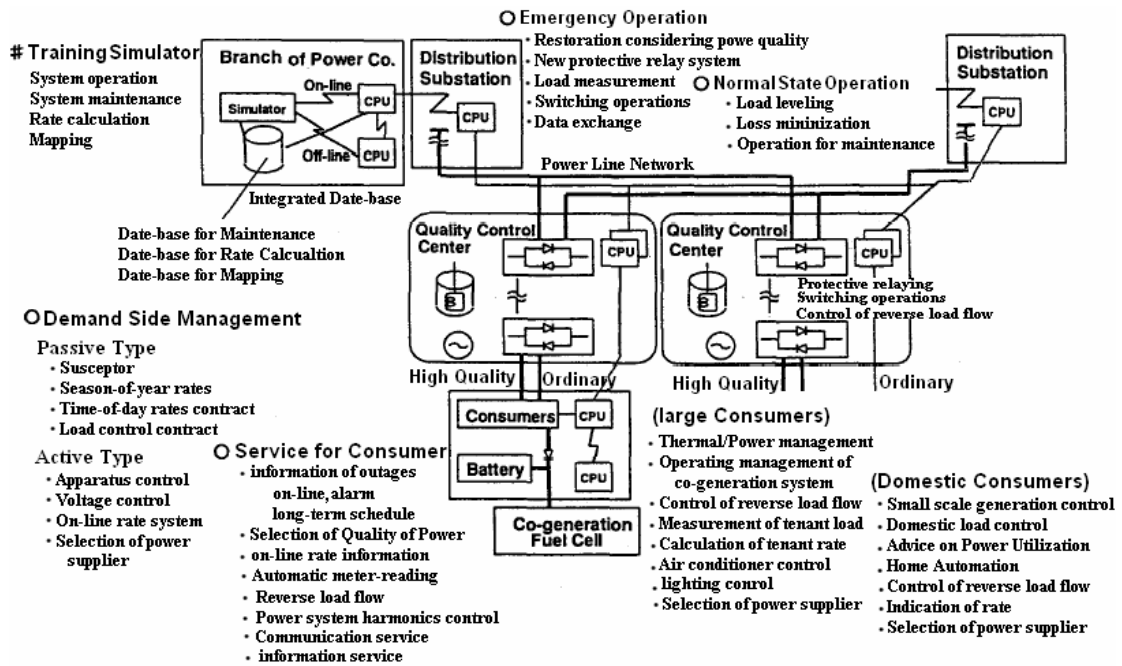 # Training Simulator
System operation
System maintenance
Rate calculation
Mapping
Branch of Power Co.
On-line
Simulator
CPU
Off-line
CPU
Integrated Date-base
Date-base for Maintenance
Date-base for Rate Calcualtion
Date-base for Mapping
Distribution
Substation
CPU
○ Emergency Operation
• Restoration considering powe quality
• New protective relay system
• Load measurement
• Switching operations
• Data exchange
○ Normal State Operation
• Load leveling
• Loss mininization
• Operation for maintenance
Distribution
Substation
CPU
Power Line Network
Quality Control
Center
CPU
Quality Control
Center
CPU
Protective relaying
Switching operations
Control of reverse load flow
High Quality
Ordinary
High Quality
Ordinary
Consumers
CPU
Battery
CPU
Co-generation
Fuel Cell
○ Demand Side Management
Passive Type
• Susceptor
• Season-of-year rates
• Time-of-day rates contract
• Load control contract
Active Type
• Apparatus control
• Voltage control
• On-line rate system
• Selection of power
supplier
○ Service for Consumer
• information of outages
on-line, alarm
long-term schedule
• Selection of Quality of Power
• on-line rate information
• Automatic meter-reading
• Reverse load flow
• Power system harmonics control
• Communication service
• information service
(large Consumers)
• Thermal/Power management
• Operating management of
co-generation system
• Control of reverse load flow
• Measurement of tenant load
• Calculation of tenant rate
• Air conditioner control
• lighting conrol
• Selection of power supplier
(Domestic Consumers)
• Small scale generation control
• Domestic load control
• Advice on Power Utilization
• Home Automation
• Control of reverse load flow
• Indication of rate
• Selection of power supplier